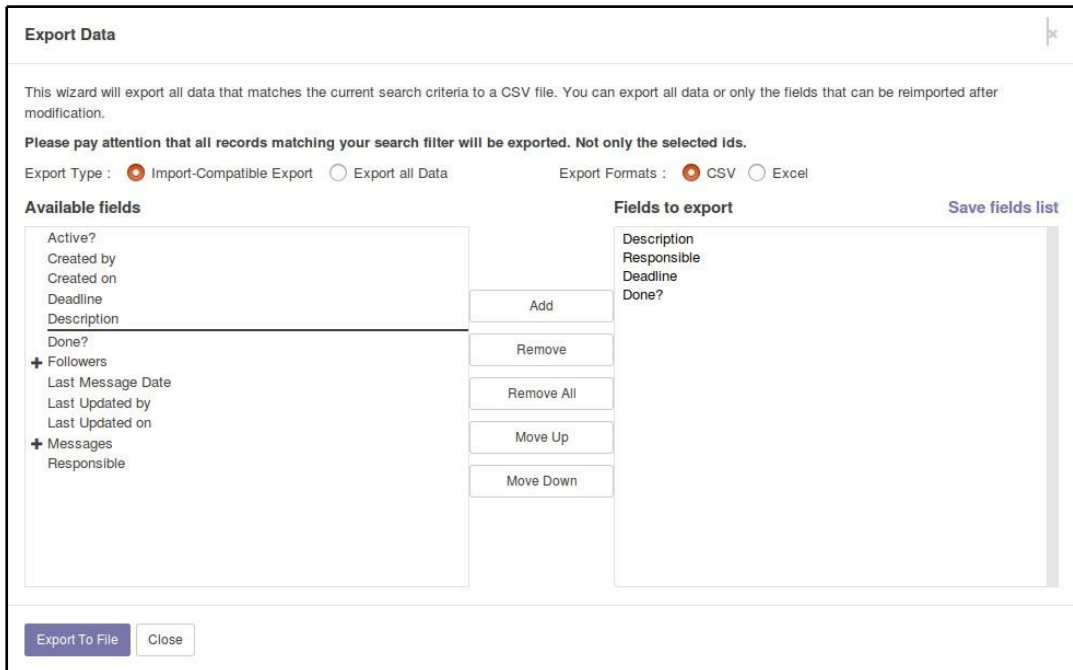 Export Data
×
This wizard will export all data that matches the current search criteria to a CSV file. You can export all data or only the fields that can be reimported after
modification.
Please pay attention that all records matching your search filter will be exported. Not only the selected ids.
Export Type : Import-Compatible Export Export all Data Export Formats : CSV Excel
Available fields
Active?
Created by
Created on
Deadline
Description
Done?
Followers
Last Message Date
Last Updated by
Last Updated on
Messages
Responsible
Add
Remove
Remove All
Move Up
Move Down
Fields to export
Save fields list
Description
Responsible
Deadline
Done?
Export To File
Close